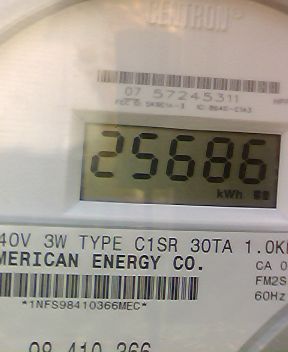 CENTRON®
07 57245311
25686
kWh
40V 3W TYPE C1SR 30TA 1.0K
MERICAN ENERGY CO.
CA 0
FM2S
60Hz
*1NFS98410366MEC*
98 410 366